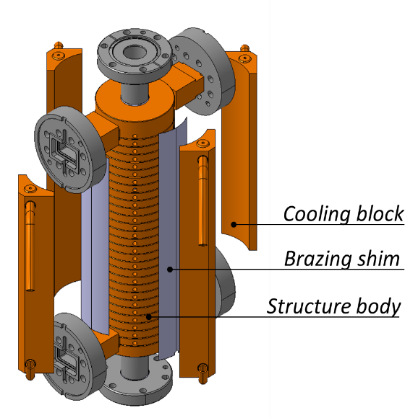 Cooling block
Brazing shim
Structure body